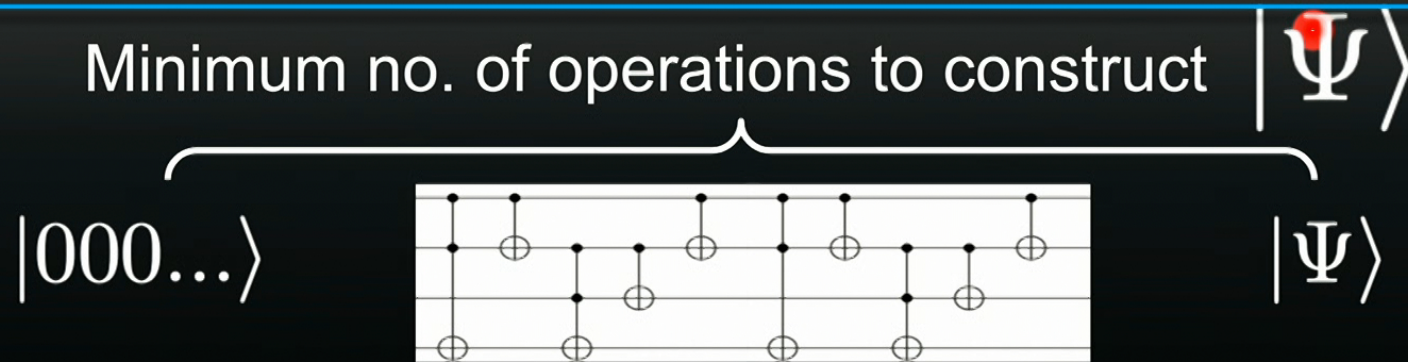 Minimum no. of operations to construct |Ψ⟩
|000...⟩ |Ψ⟩